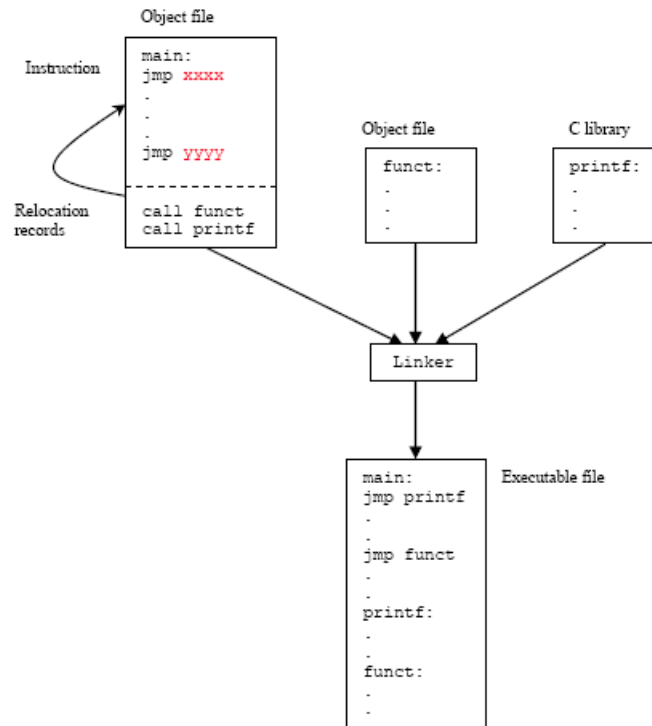 Object file
Instruction
main:
jmp xxxx
.
.
.
jmp yyyy
Relocation
records
call funct
call printf
Object file
funct:
.
.
.
C library
printf:
.
.
.
Linker
Executable file
main:
jmp printf
.
.
jmp funct
.
.
printf:
.
.
funct:
.
.